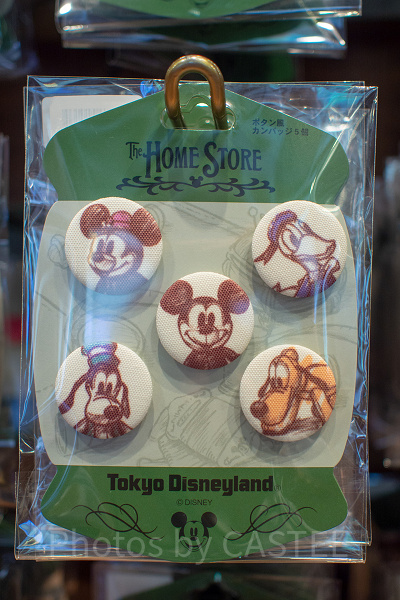 ボタン風
カンバッジ5個
The HOME STORE
Tokyo Disneyland
© DISNEY
Photos by CASTEL